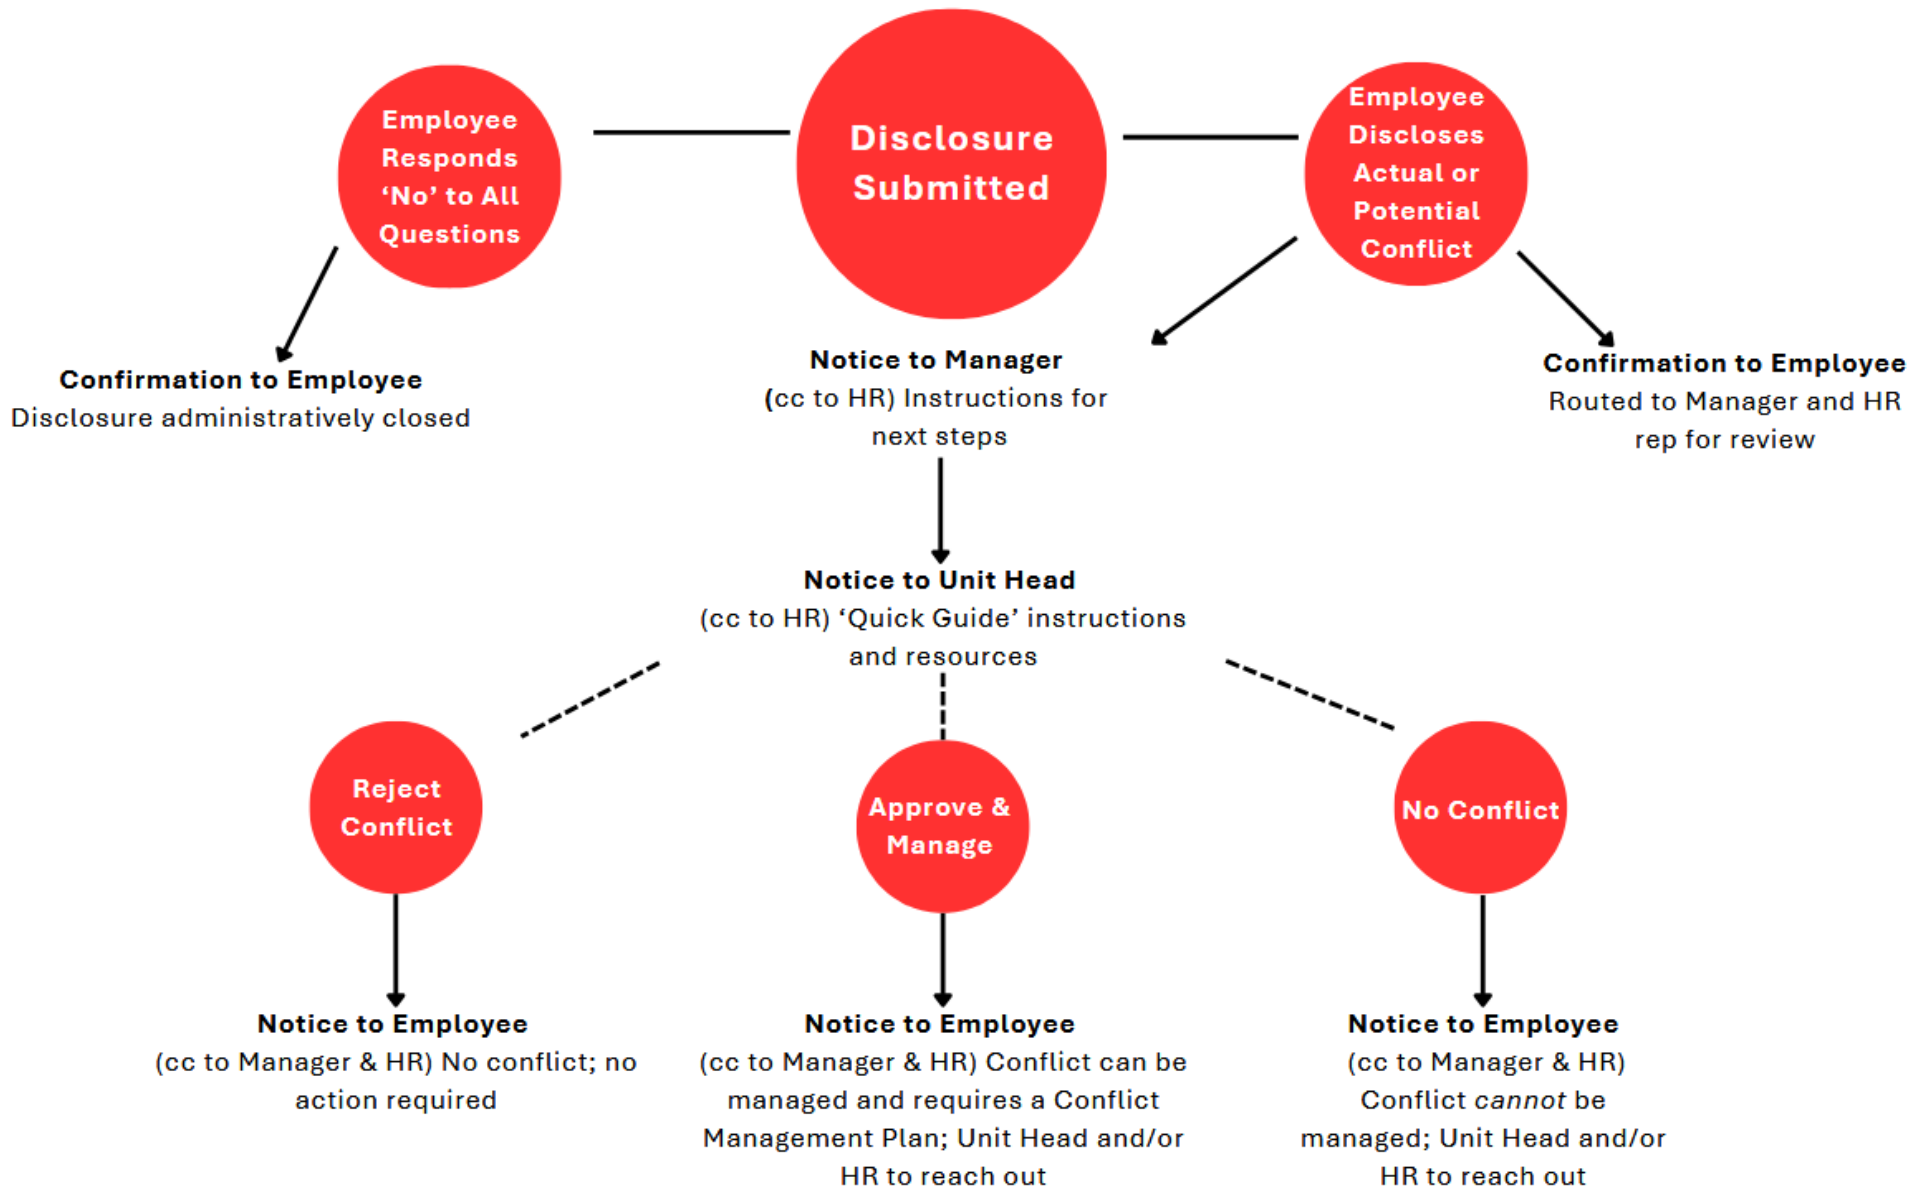 Disclosure
Submitted
Employee
Responds
‘No’ to All
Questions
Employee
Discloses
Actual or
Potential
Conflict
Confirmation to Employee
Disclosure administratively closed
Notice to Manager
(cc to HR) Instructions for
next steps
Confirmation to Employee
Routed to Manager and HR
rep for review
Notice to Unit Head
(cc to HR) ‘Quick Guide’ instructions
and resources
Reject
Conflict
Approve &
Manage
No Conflict
Notice to Employee
(cc to Manager & HR) No conflict; no
action required
Notice to Employee
(cc to Manager & HR) Conflict can be
managed and requires a Conflict
Management Plan; Unit Head and/or
HR to reach out
Notice to Employee
(cc to Manager & HR)
Conflict cannot be
managed; Unit Head and/or
HR to reach out